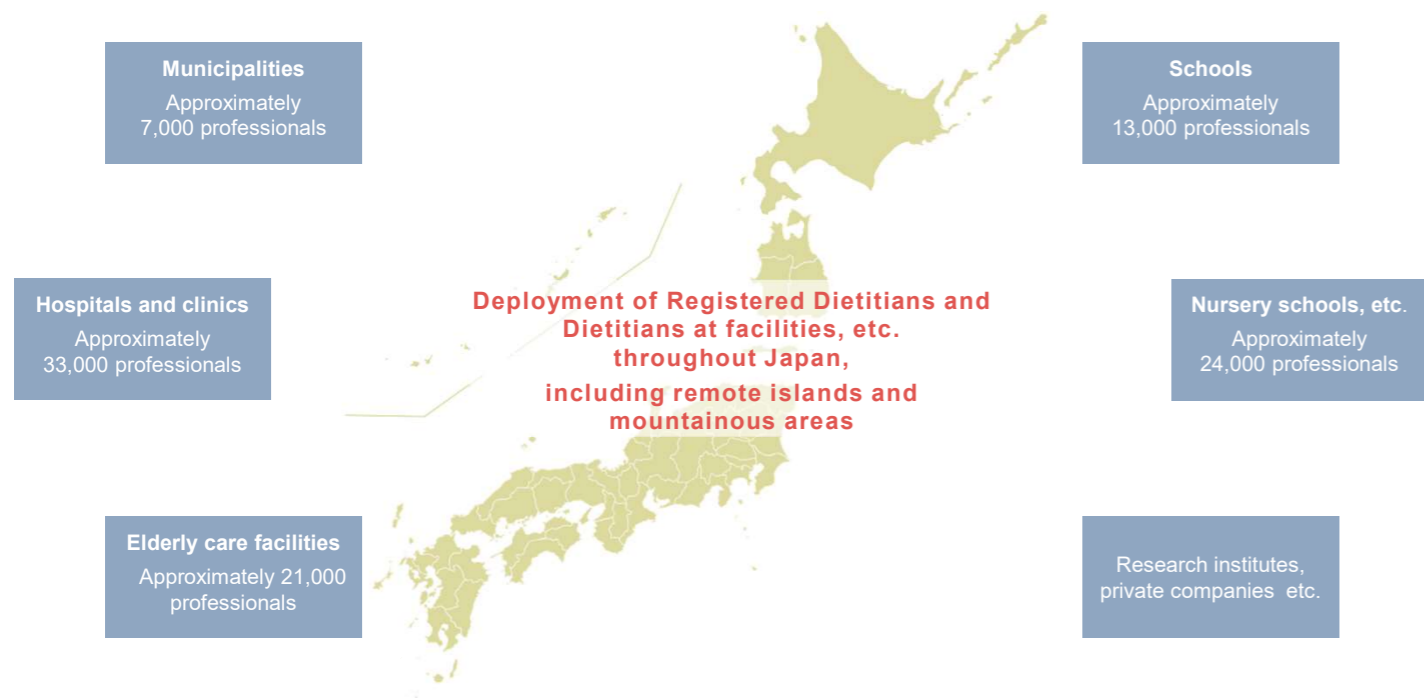 Municipalities
Approximately
7,000 professionals
Schools
Approximately
13,000 professionals
Hospitals and clinics
Approximately
33,000 professionals
Deployment of Registered Dietitians and
Dietitians at facilities, etc.
throughout Japan,
including remote islands and
mountainous areas
Nursery schools, etc.
Approximately
24,000 professionals
Elderly care facilities
Approximately 21,000
professionals
Research institutes,
private companies etc.